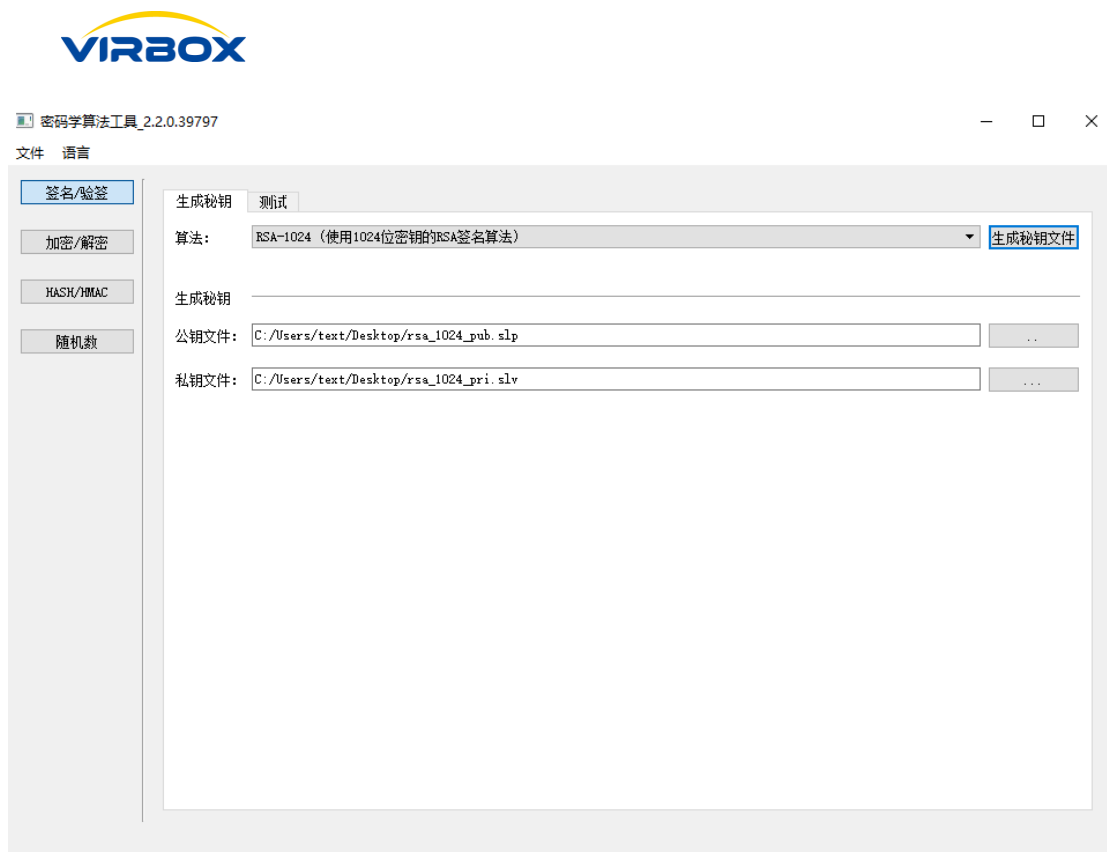 VIRBOX
密码学算法工具_2.2.0.39797
文件 语言
签名/验签
加密/解密
HASH/HMAC
随机数
生成秘钥 测试
算法: RSA-1024 (使用1024位密钥的RSA签名算法) 生成秘钥文件
生成秘钥
公钥文件: C:/Users/text/Desktop/rsa_1024_pub.slp ..
私钥文件: C:/Users/text/Desktop/rsa_1024_pri.slv ...